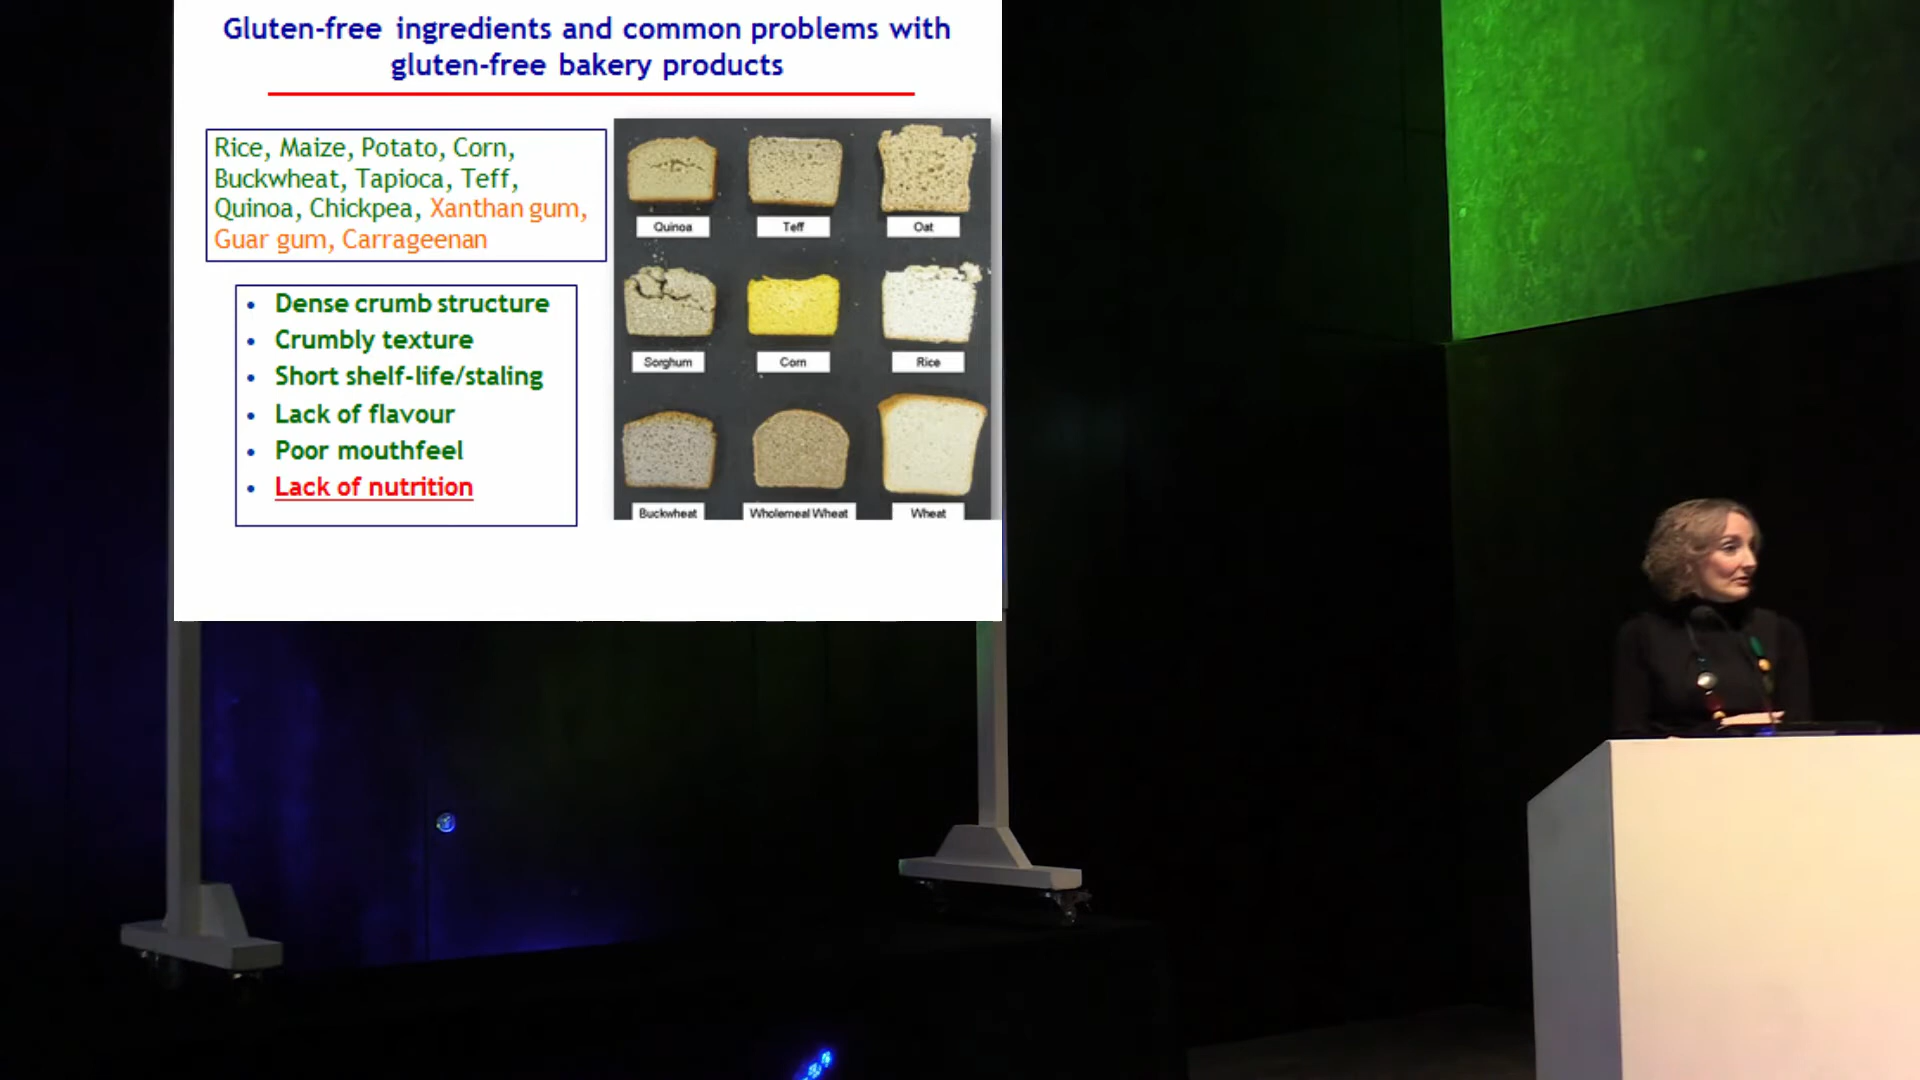 Gluten-free ingredients and common problems with
gluten-free bakery products
Rice, Maize, Potato, Corn,
Buckwheat, Tapioca, Teff,
Quinoa, Chickpea, Xanthan gum,
Guar gum, Carrageenan
• Dense crumb structure
• Crumbly texture
• Short shelf-life/staling
• Lack of flavour
• Poor mouthfeel
• Lack of nutrition
Quinoa Teff Oat
Sorghum Corn Rice
Buckwheat Wholemeal Wheat Wheat